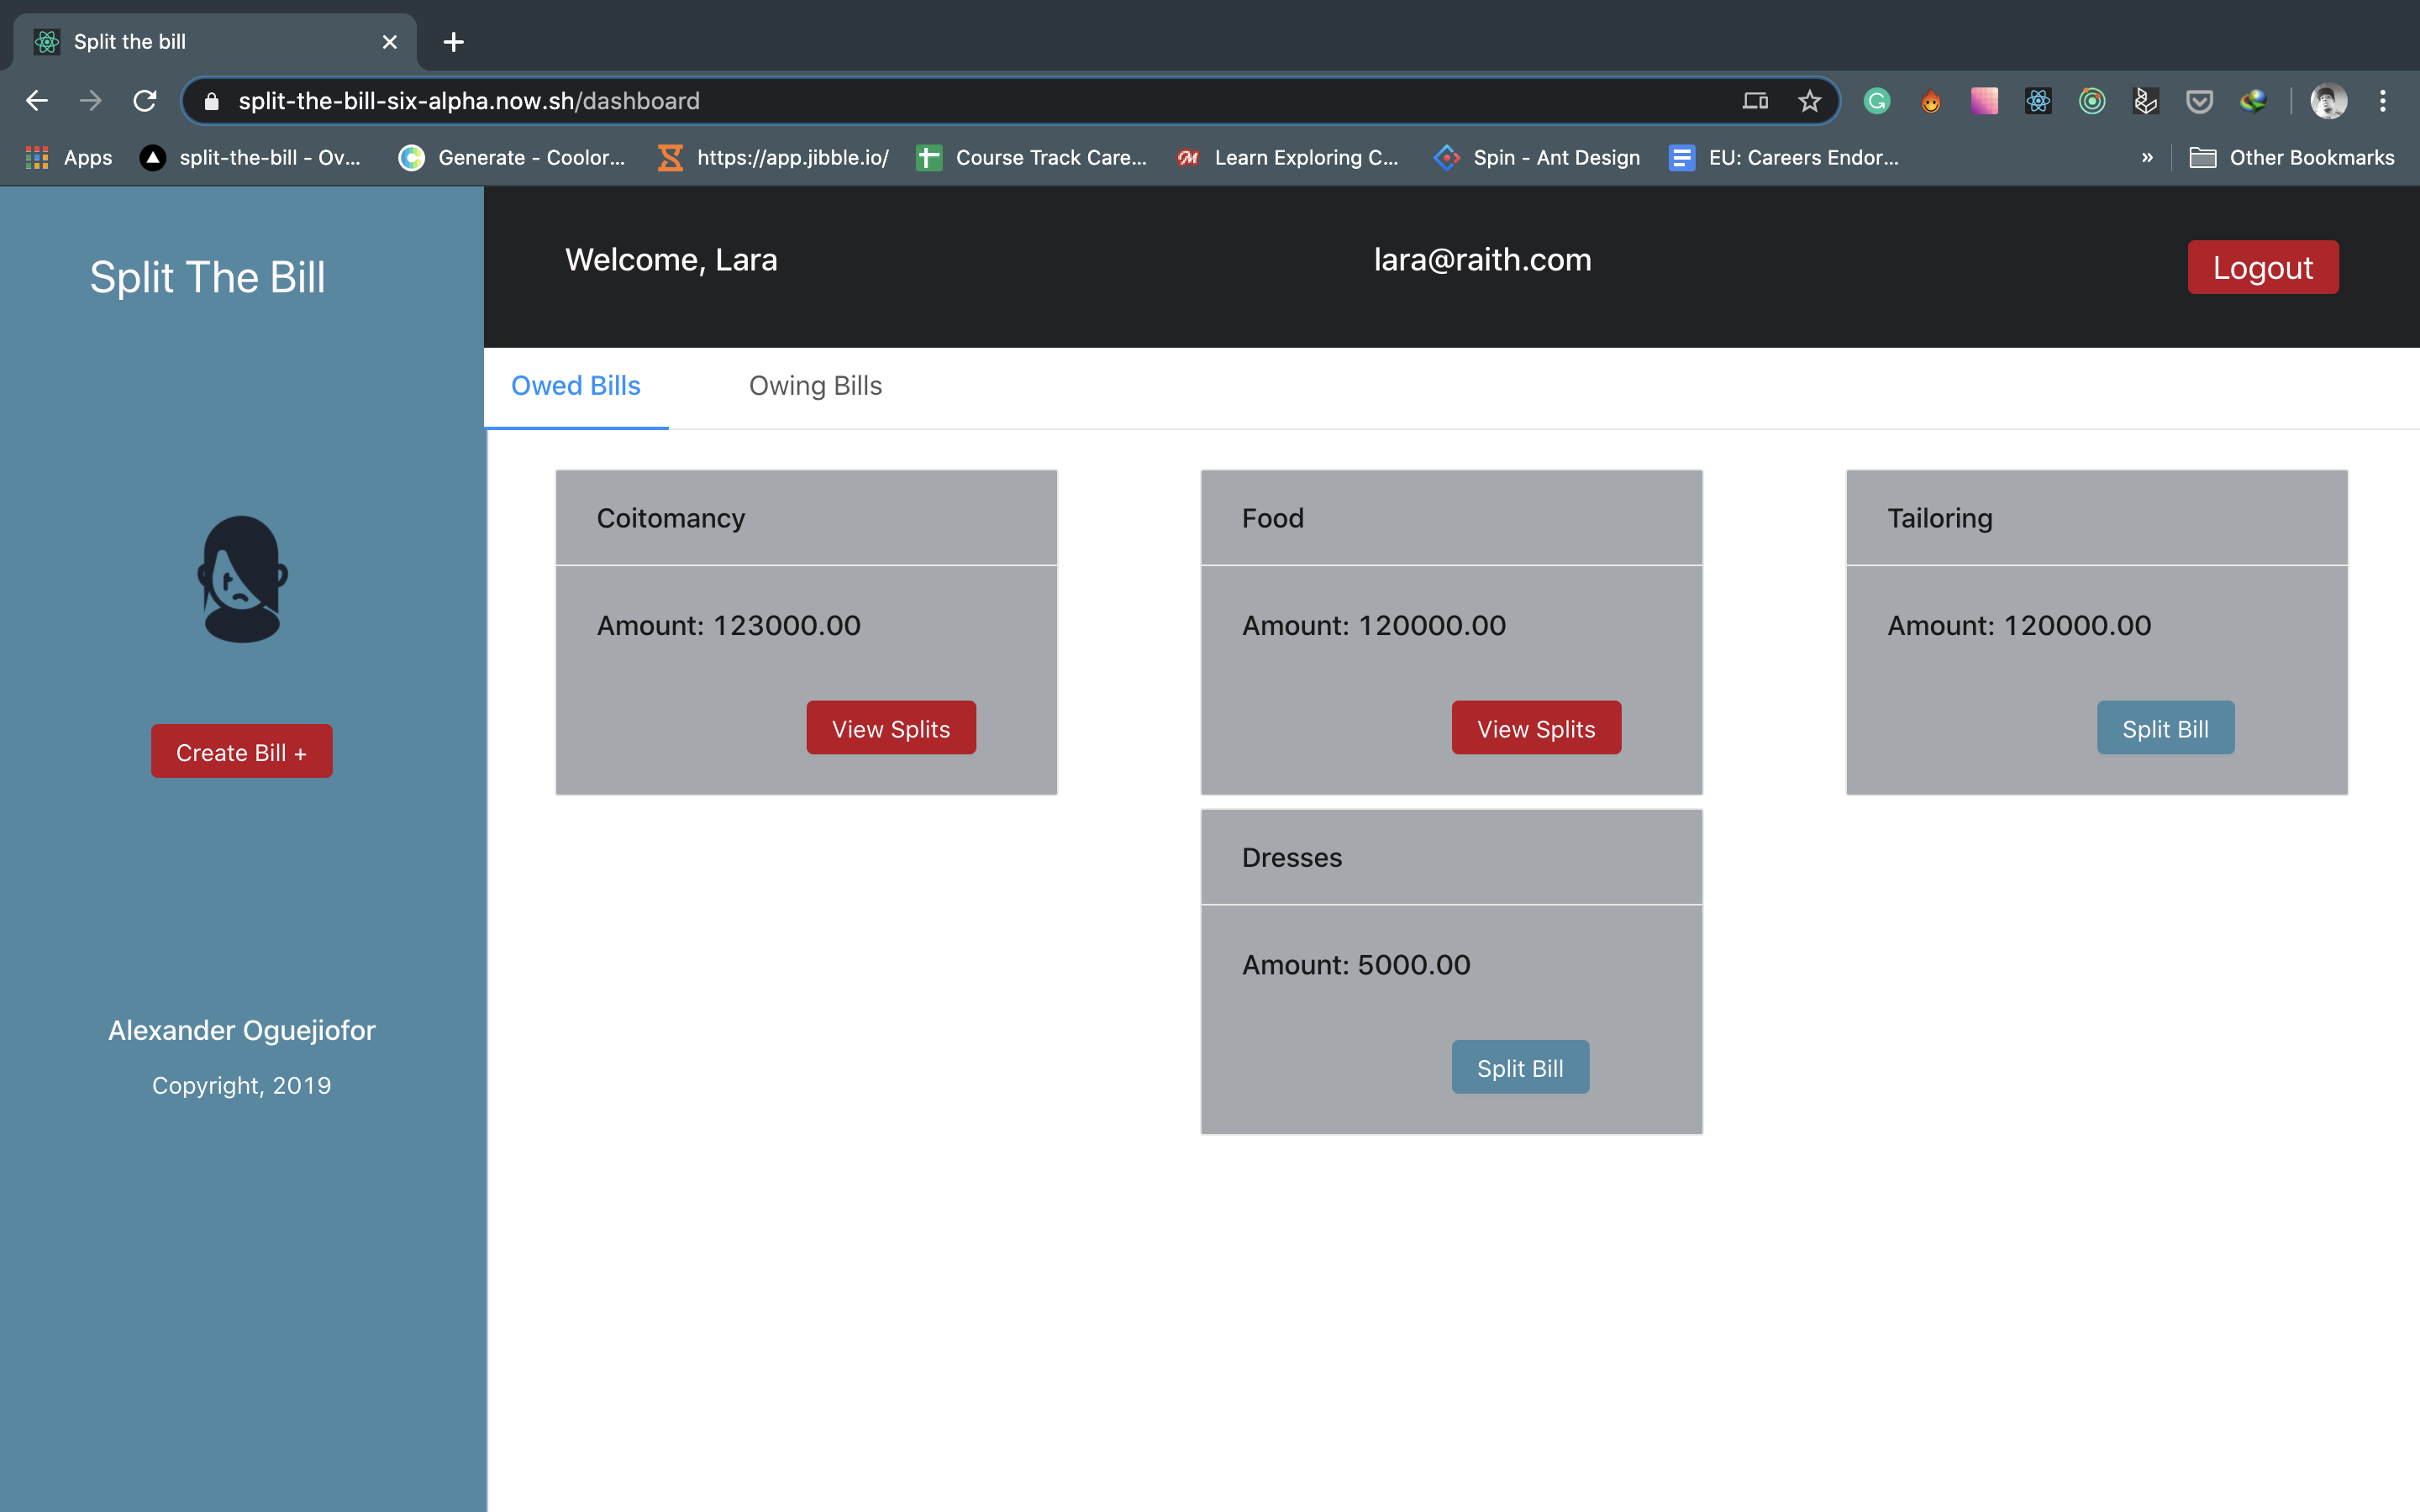 Split the bill
split-the-bill-six-alpha.now.sh/dashboard
Apps
split-the-bill - Ov...
Generate - Coolor...
https://app.jibble.io/
Course Track Care...
Learn Exploring C...
Spin - Ant Design
EU: Careers Endor...
»
Other Bookmarks
Split The Bill
Welcome, Lara
lara@raith.com
Logout
Owed Bills
Owing Bills
Coitomancy
Amount: 123000.00
View Splits
Food
Amount: 120000.00
View Splits
Tailoring
Amount: 120000.00
Split Bill
Dresses
Amount: 5000.00
Split Bill
Create Bill +
Alexander Oguejiofor
Copyright, 2019